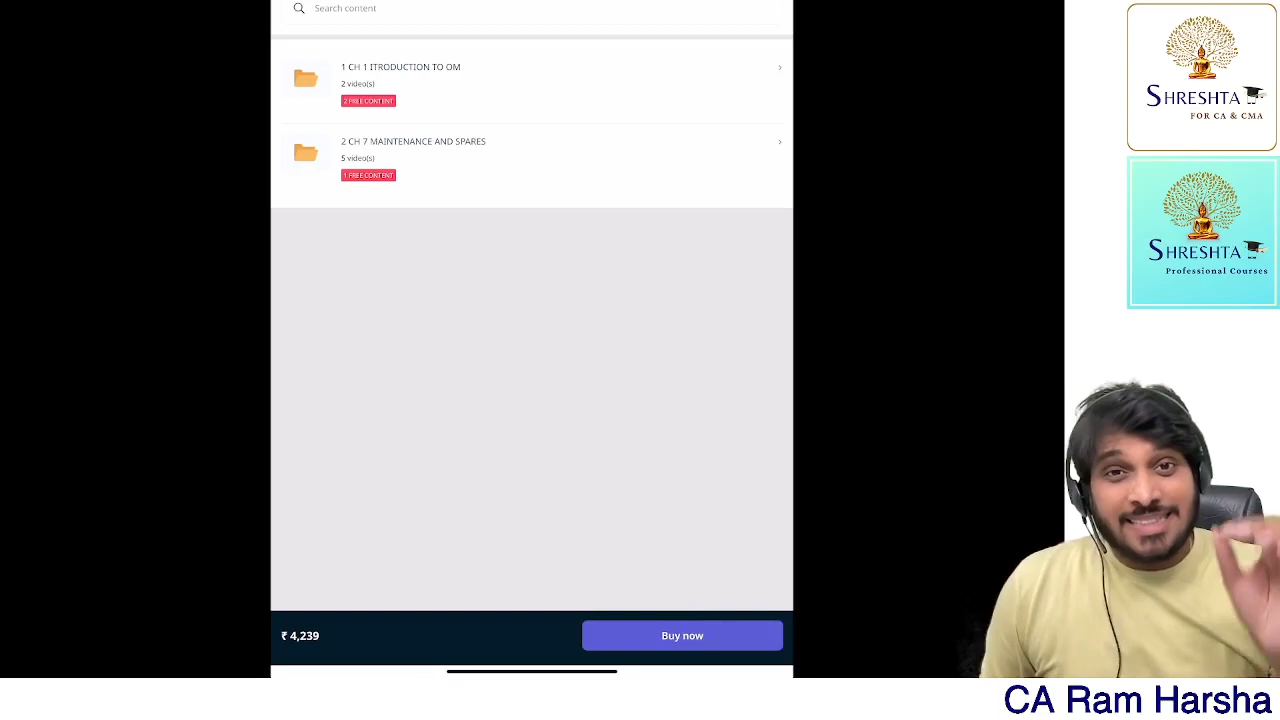 Search content
1 CH 1 ITRODUCTION TO OM
2 video(s)
2 FREE CONTENT
2 CH 7 MAINTENANCE AND SPARES
5 video(s)
1 FREE CONTENT
₹ 4,239
Buy now
SHRESHTA
FOR CA & CMA
SHRESHTA
Professional Courses
CA Ram Harsha